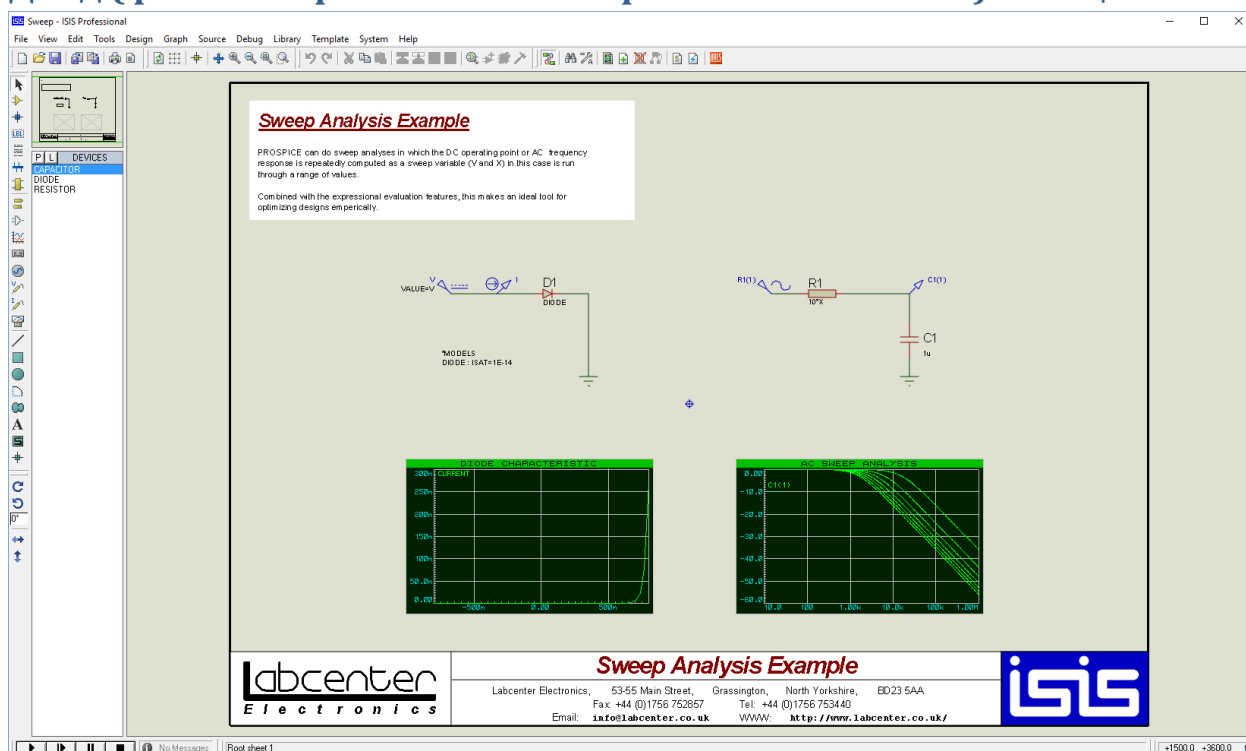 Sweep - ISIS Professional
File View Edit Tools Design Graph Source Debug Library Template System Help
P L DEVICES
CAPACITOR
DIODE
RESISTOR
Sweep Analysis Example
PROSPICE can do sweep analyses in which the DC operating point or AC frequency
response is repeatedly computed as a sweep variable (V and X) in this case is run
through a range of values.
Combined with the expressional evaluation features, this makes an ideal tool for
optimizing designs emperically.
VALUE=V
V
I
D1
DIODE
*MODELS
DIODE : ISAT=1E-14
R1(1)
R1
10*X
C1(1)
C1
1u
DIODE CHARACTERISTIC
300m CURRENT
250m
200m
150m
100m
50.0m
0.00
-500m 0.00 500m
AC SWEEP ANALYSIS
0.00
C1(1)
-10.0
-20.0
-30.0
-40.0
-50.0
-60.0
10.0 100 1.00k 10.0k 100k 1.00M
labcenter
Electronics
Sweep Analysis Example
Labcenter Electronics, 53-55 Main Street, Grassington, North Yorkshire, BD23 5AA
Fax: +44 (0)1756 752857 Tel: +44 (0)1756 753440
Email: info@labcenter.co.uk WWW: http://www.labcenter.co.uk/
isis
No Messages Root sheet 1 +1500.0 +3600.0